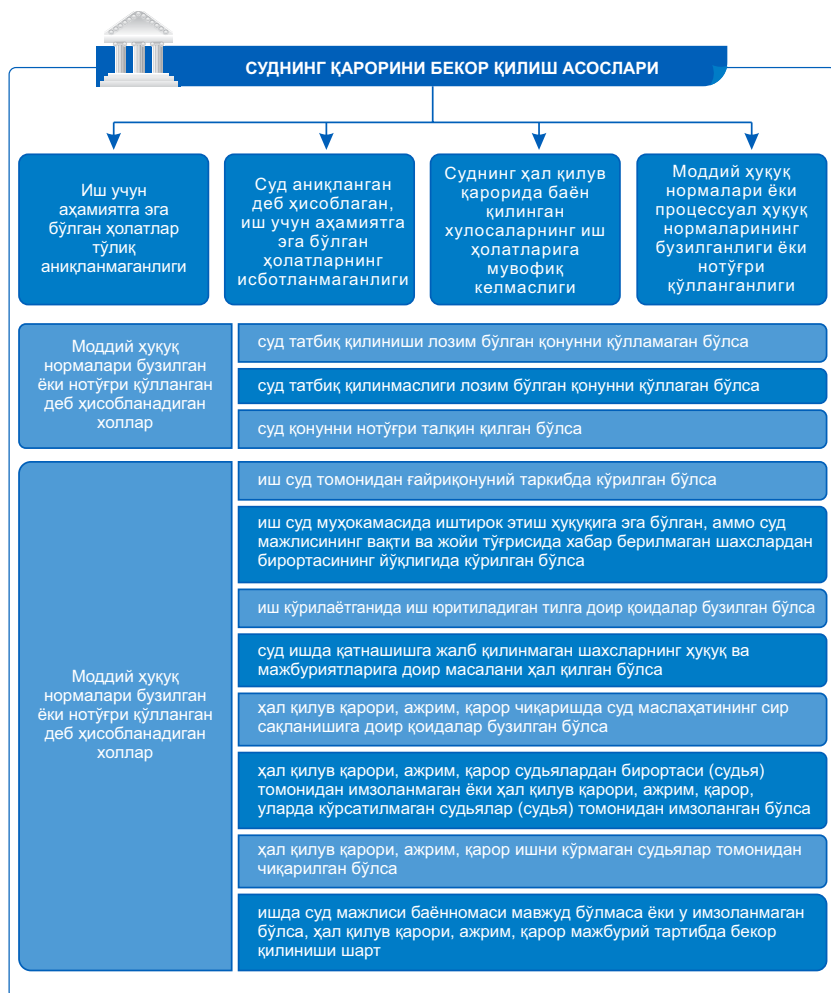 СУДНИНГ ҚАРОРИНИ БЕКОР ҚИЛИШ АСОСЛАРИ
Иш учун
аҳамиятга эга
бўлган ҳолатлар
тўлиқ
аниқланмаганлиги
Суд аниқланган
деб ҳисоблаган,
иш учун аҳамиятга
эга бўлган
ҳолатларнинг
исботланмаганлиги
Суднинг ҳал қилув
қарорида баён
қилинган
хулосаларнинг иш
ҳолатларига
мувофиқ
келмаслиги
Моддий ҳуқуқ
нормалари ёки
процессуал ҳуқуқ
нормаларининг
бузилганлиги ёки
нотўғри
қўлланганлиги
Моддий ҳуқуқ
нормалари бузилган
ёки нотўғри қўлланган
деб ҳисобланадиган
холлар
суд татбиқ қилиниши лозим бўлган қонунни қўлламаган бўлса
суд татбиқ қилинмаслиги лозим бўлган қонунни қўллаган бўлса
суд қонунни нотўғри талқин қилган бўлса
Моддий ҳуқуқ
нормалари бузилган
ёки нотўғри қўлланган
деб ҳисобланадиган
холлар
иш суд томонидан ғайриқонуний таркибда кўрилган бўлса
иш суд муҳокамасида иштирок этиш ҳуқуқига эга бўлган, аммо суд
мажлисининг вақти ва жойи тўғрисида хабар берилмаган шахслардан
бирортасининг йўқлигида кўрилган бўлса
иш кўрилаётганида иш юритиладиган тилга доир қоидалар бузилган бўлса
суд ишда қатнашишга жалб қилинмаган шахсларнинг ҳуқуқ ва
мажбуриятларига доир масалани ҳал қилган бўлса
ҳал қилув қарори, ажрим, қарор чиқаришда суд маслаҳатининг сир
сақланишига доир қоидалар бузилган бўлса
ҳал қилув қарори, ажрим, қарор судьялардан бирортаси (судья)
томонидан имзоланмаган ёки ҳал қилув қарори, ажрим, қарор,
уларда кўрсатилмаган судьялар (судья) томонидан имзоланган бўлса
ҳал қилув қарори, ажрим, қарор ишни кўрмаган судьялар томонидан
чиқарилган бўлса
ишда суд мажлиси баённомаси мавжуд бўлмаса ёки у имзоланмаган
бўлса, ҳал қилув қарори, ажрим, қарор мажбурий тартибда бекор
қилиниши шарт